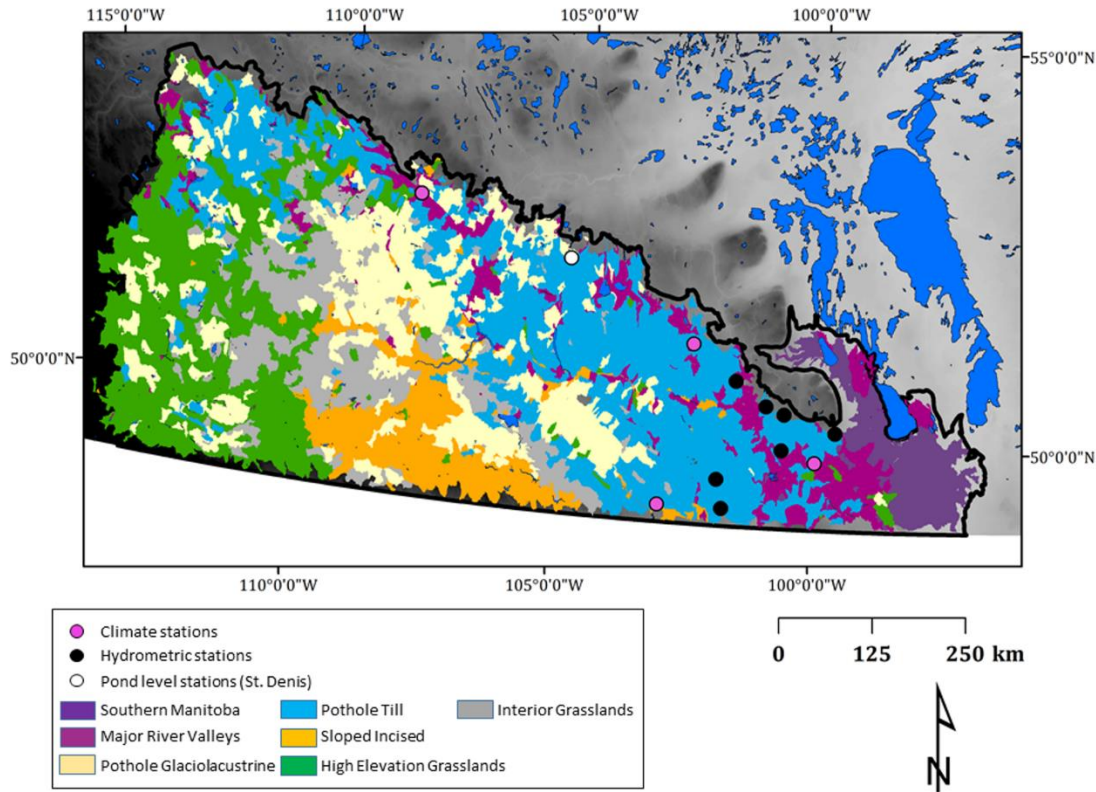 115°0'0"W 110°0'0"W 105°0'0"W 100°0'0"W
55°0'0"N
50°0'0"N
50°0'0"N
110°0'0"W 105°0'0"W 100°0'0"W
Climate stations
Hydrometric stations
Pond level stations (St. Denis)
Southern Manitoba Pothole Till Interior Grasslands
Major River Valleys Sloped Incised
Pothole Glaciolacustrine High Elevation Grasslands
0 125 250 km
N